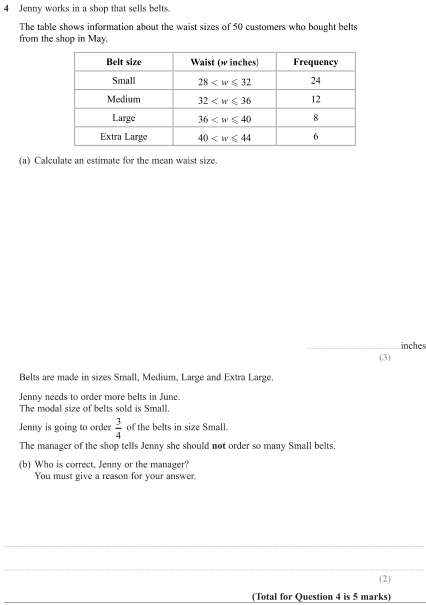 4 Jenny works in a shop that sells belts.
The table shows information about the waist sizes of 50 customers who bought belts
from the shop in May.
Belt size Waist (w inches) Frequency
Small 28 < w ⩽ 32 24
Medium 32 < w ⩽ 36 12
Large 36 < w ⩽ 40 8
Extra Large 40 < w ⩽ 44 6
(a) Calculate an estimate for the mean waist size.
inches
(3)
Belts are made in sizes Small, Medium, Large and Extra Large.
Jenny needs to order more belts in June.
The modal size of belts sold is Small.
Jenny is going to order 3/4 of the belts in size Small.
The manager of the shop tells Jenny she should not order so many Small belts.
(b) Who is correct, Jenny or the manager?
You must give a reason for your answer.
(2)
(Total for Question 4 is 5 marks)